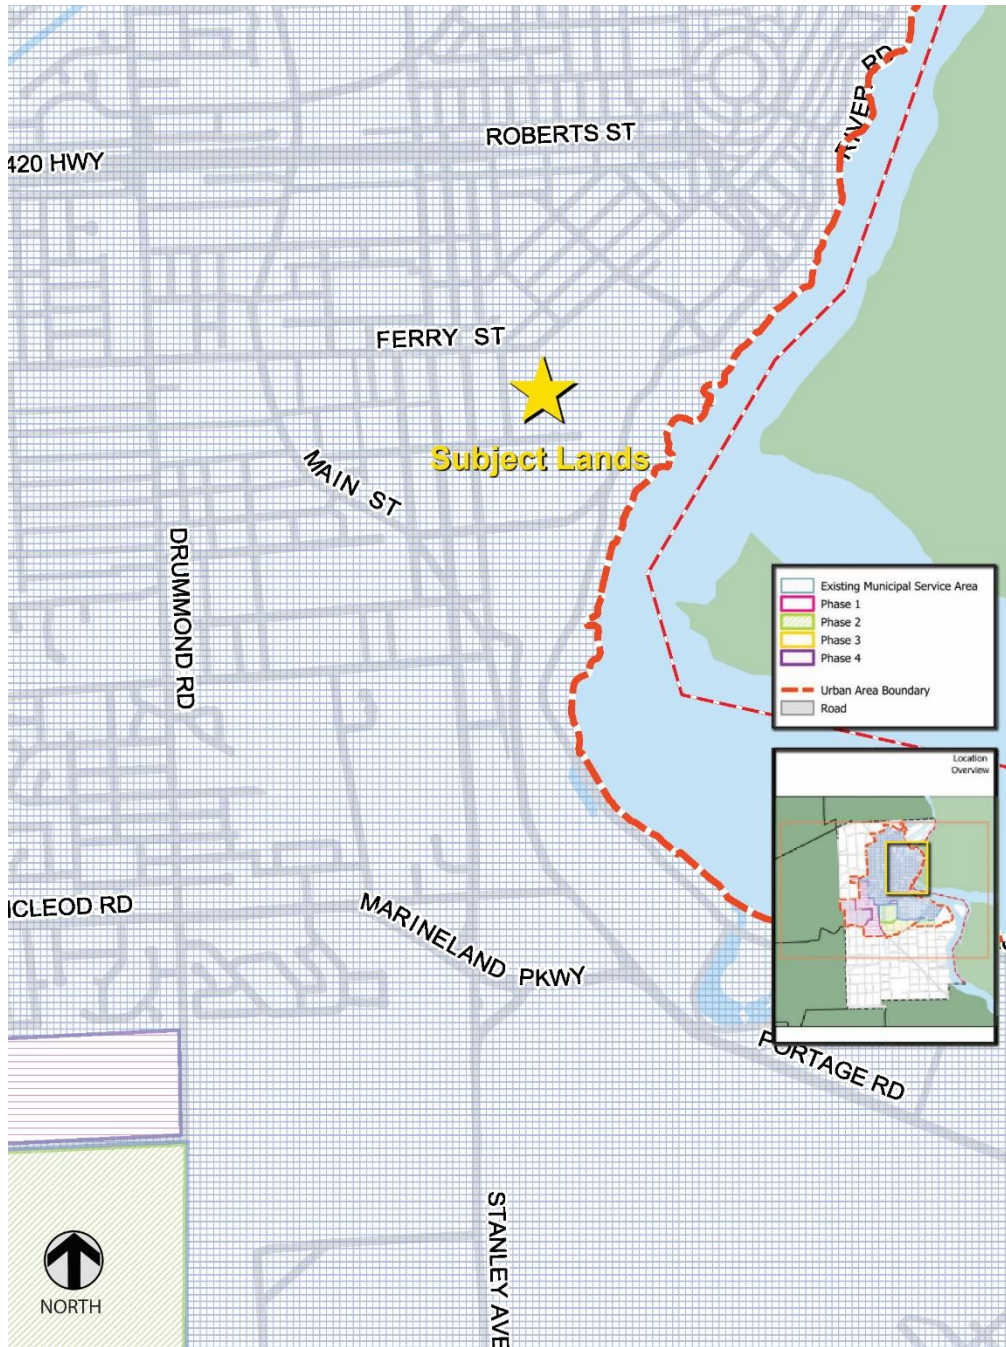 RIVER RD
ROBERTS ST
420 HWY
FERRY ST
Subject Lands
MAIN ST
DRUMMOND RD
Existing Municipal Service Area
Phase 1
Phase 2
Phase 3
Phase 4
Urban Area Boundary
Road
Location
Overview
MCLEOD RD
MARINELAND PKWY
PORTAGE RD
STANLEY AVE
NORTH